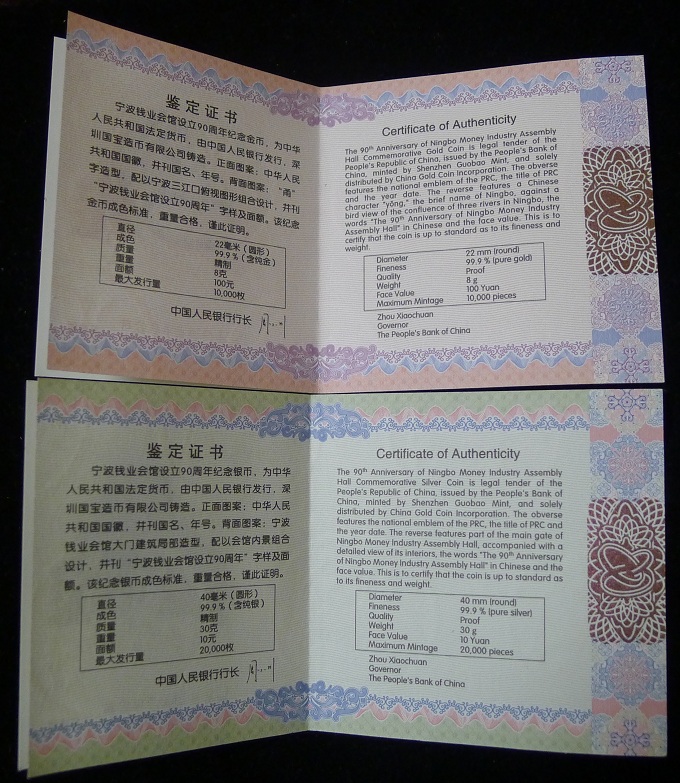 鉴定证书
宁波钱业会馆设立90周年纪念金币，为中华
人民共和国法定货币，由中国人民银行发行，深
圳国宝造币有限公司铸造。正面图案：中华人民
共和国国徽，并刊国名、年号。背面图案：“甬”
字造型，配以宁波三江口俯视图形组合设计，并刊
“宁波钱业会馆设立90周年”字样及面额。该纪念
金币成色标准，重量合格，谨此证明。
直径 22毫米（圆形）
成色 99.9％（含纯金）
质量 精制
重量 8克
面额 100元
最大发行量 10,000枚
中国人民银行行长
Certificate of Authenticity
The 90th Anniversary of Ningbo Money Industry Assembly
Hall Commemorative Gold Coin is legal tender of the
People's Republic of China, issued by the People's Bank of
China, minted by Shenzhen Guobao Mint, and solely
distributed by China Gold Coin Incorporation. The obverse
features the national emblem of the PRC, the title of PRC
and the year date. The reverse features a Chinese
character "yǒng," the brief name of Ningbo, against a
bird view of the confluence of three rivers in Ningbo, the
words "The 90th Anniversary of Ningbo Money Industry
Assembly Hall" in Chinese and the face value. This is to
certify that the coin is up to standard as to its fineness and
weight.
Diameter 22 mm (round)
Fineness 99.9 % (pure gold)
Quality Proof
Weight 8 g
Face Value 100 Yuan
Maximum Mintage 10,000 pieces
Zhou Xiaochuan
Governor
The People's Bank of China
鉴定证书
宁波钱业会馆设立90周年纪念银币，为中华
人民共和国法定货币，由中国人民银行发行，深
圳国宝造币有限公司铸造。正面图案：中华人民
共和国国徽，并刊国名、年号。背面图案：宁波
钱业会馆大门建筑局部造型，配以会馆内景组合
设计，并刊“宁波钱业会馆设立90周年”字样及面
额。该纪念银币成色标准，重量合格，谨此证明。
直径 40毫米（圆形）
成色 99.9％（含纯银）
质量 精制
重量 30克
面额 10元
最大发行量 20,000枚
中国人民银行行长
Certificate of Authenticity
The 90th Anniversary of Ningbo Money Industry Assembly
Hall Commemorative Silver Coin is legal tender of the
People's Republic of China, issued by the People's Bank of
China, minted by Shenzhen Guobao Mint, and solely
distributed by China Gold Coin Incorporation. The obverse
features the national emblem of the PRC, the title of PRC and
the year date. The reverse features part of the main gate of
Ningbo Money Industry Assembly Hall, accompanied with a
detailed view of its interiors, the words "The 90th Anniversary
of Ningbo Money Industry Assembly Hall" in Chinese and the
face value. This is to certify that the coin is up to standard as
to its fineness and weight.
Diameter 40 mm (round)
Fineness 99.9 % (pure silver)
Quality Proof
Weight 30 g
Face Value 10 Yuan
Maximum Mintage 20,000 pieces
Zhou Xiaochuan
Governor
The People's Bank of China